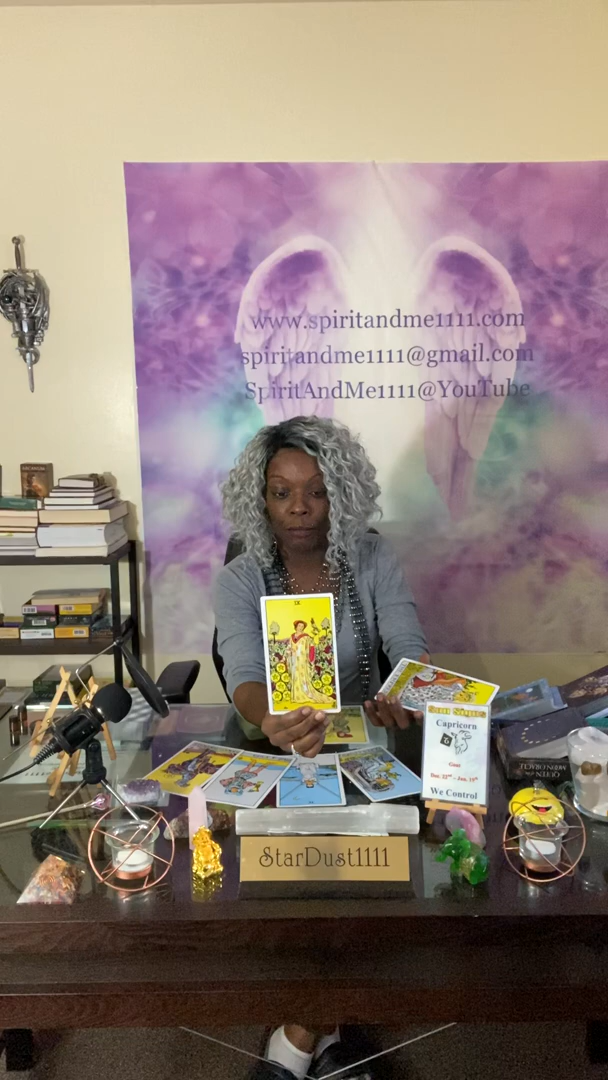 www.spiritandme1111.com
spiritandme1111@gmail.com
SpiritAndMe1111@YouTube
IX
Sun Signs
Capricorn
Goat
Dec. 22nd – Jan. 19th
We Control
StarDust1111